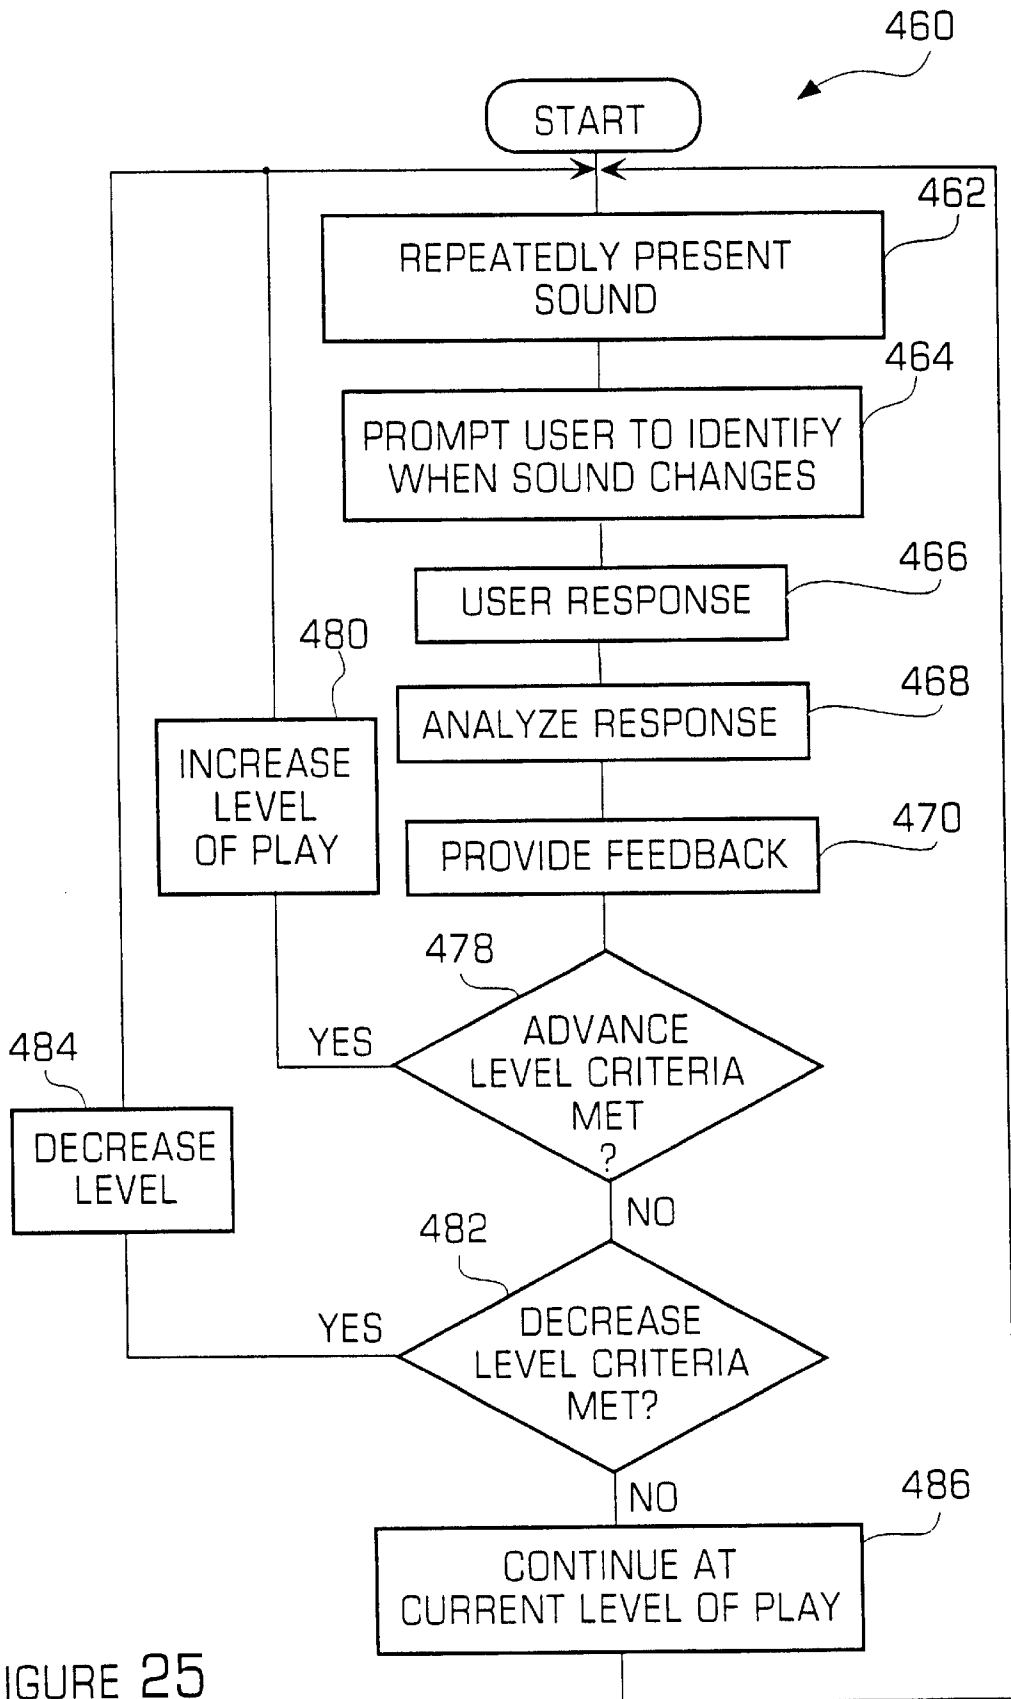 460
START
462
REPEATEDLY PRESENT
SOUND
464
PROMPT USER TO IDENTIFY
WHEN SOUND CHANGES
466
USER RESPONSE
468
ANALYZE RESPONSE
480
INCREASE
LEVEL
OF PLAY
470
PROVIDE FEEDBACK
478
ADVANCE
LEVEL CRITERIA
MET
?
YES
484
DECREASE
LEVEL
NO
482
DECREASE
LEVEL CRITERIA
MET?
YES
NO
486
CONTINUE AT
CURRENT LEVEL OF PLAY
IGURE 25